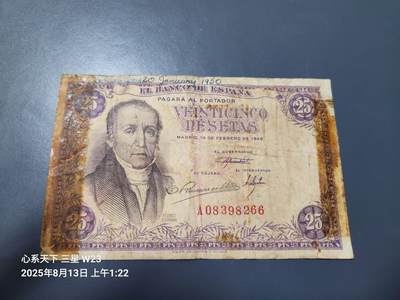 20 January 1950
25
EL BANCO DE ESPAÑA
25
PAGARÁ AL PORTADOR
VEINTICINCO
PESETAS
MADRID, 19 DE FEBRERO DE 1946
EL GOBERNADOR
EL CAJERO
EL INTERVENTOR
A08398266
25
25
心系天下 三星 W23
2025年8月13日 上午1:22